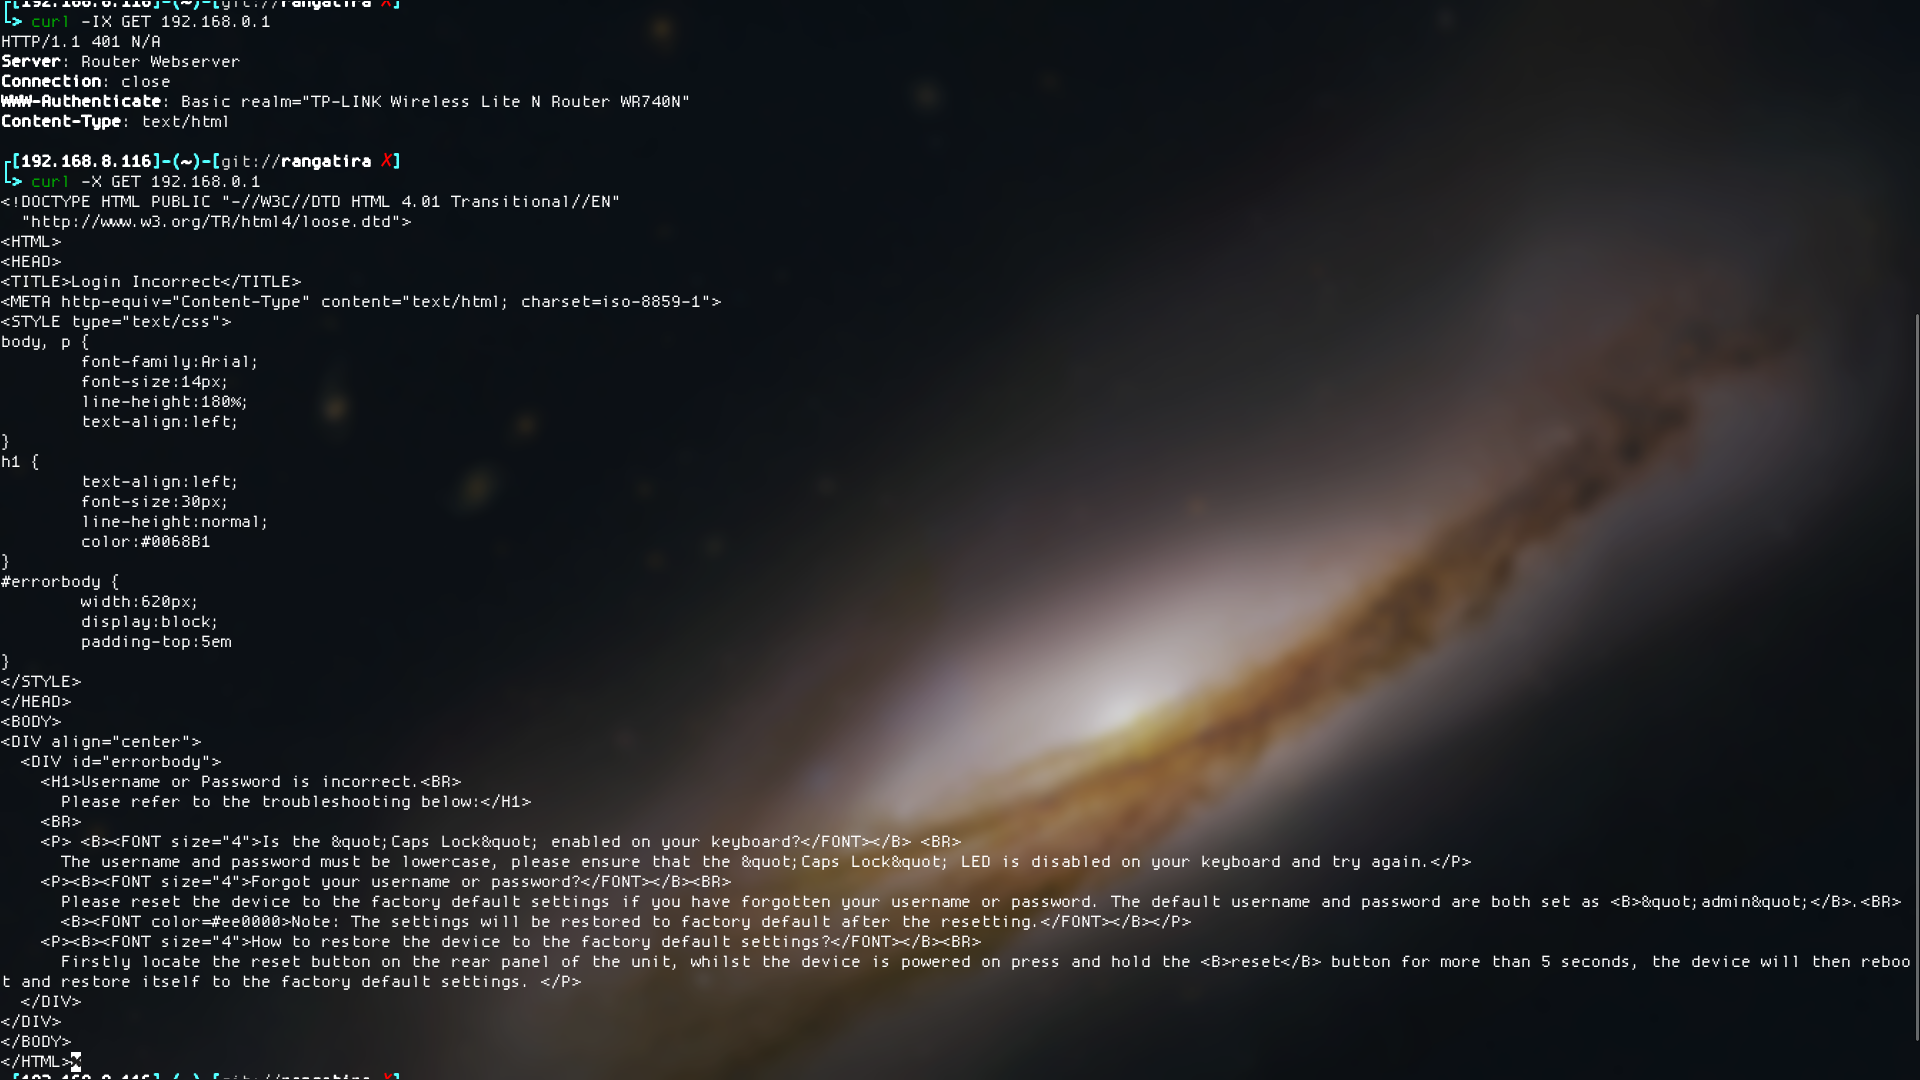 ┌[192.168.8.116]-(~)-[git://rangatira ✗]
└> curl -IX GET 192.168.0.1
HTTP/1.1 401 N/A
Server: Router Webserver
Connection: close
WWW-Authenticate: Basic realm="TP-LINK Wireless Lite N Router WR740N"
Content-Type: text/html
┌[192.168.8.116]-(~)-[git://rangatira ✗]
└> curl -X GET 192.168.0.1
<!DOCTYPE HTML PUBLIC "-//W3C//DTD HTML 4.01 Transitional//EN"
  "http://www.w3.org/TR/html4/loose.dtd">
<HTML>
<HEAD>
<TITLE>Login Incorrect</TITLE>
<META http-equiv="Content-Type" content="text/html; charset=iso-8859-1">
<STYLE type="text/css">
body, p {
        font-family:Arial;
        font-size:14px;
        line-height:180%;
        text-align:left;
}
h1 {
        text-align:left;
        font-size:30px;
        line-height:normal;
        color:#0068B1
}
#errorbody {
        width:620px;
        display:block;
        padding-top:5em
}
</STYLE>
</HEAD>
<BODY>
<DIV align="center">
  <DIV id="errorbody">
    <H1>Username or Password is incorrect.<BR>
      Please refer to the troubleshooting below:</H1>
    <BR>
    <P> <B><FONT size="4">Is the &quot;Caps Lock&quot; enabled on your keyboard?</FONT></B> <BR>
      The username and password must be lowercase, please ensure that the &quot;Caps Lock&quot; LED is disabled on your keyboard and try again.</P>
    <P><B><FONT size="4">Forgot your username or password?</FONT></B><BR>
      Please reset the device to the factory default settings if you have forgotten your username or password. The default username and password are both set as <B>&quot;admin&quot;</B>.<BR>
      <B><FONT color=#ee0000>Note: The settings will be restored to factory default after the resetting.</FONT></B></P>
    <P><B><FONT size="4">How to restore the device to the factory default settings?</FONT></B><BR>
      Firstly locate the reset button on the rear panel of the unit, whilst the device is powered on press and hold the <B>reset</B> button for more than 5 seconds, the device will then reboo
t and restore itself to the factory default settings. </P>
  </DIV>
</DIV>
</BODY>
</HTML>%
┌[192.168.8.116]-(~)-[git://rangatira ✗]